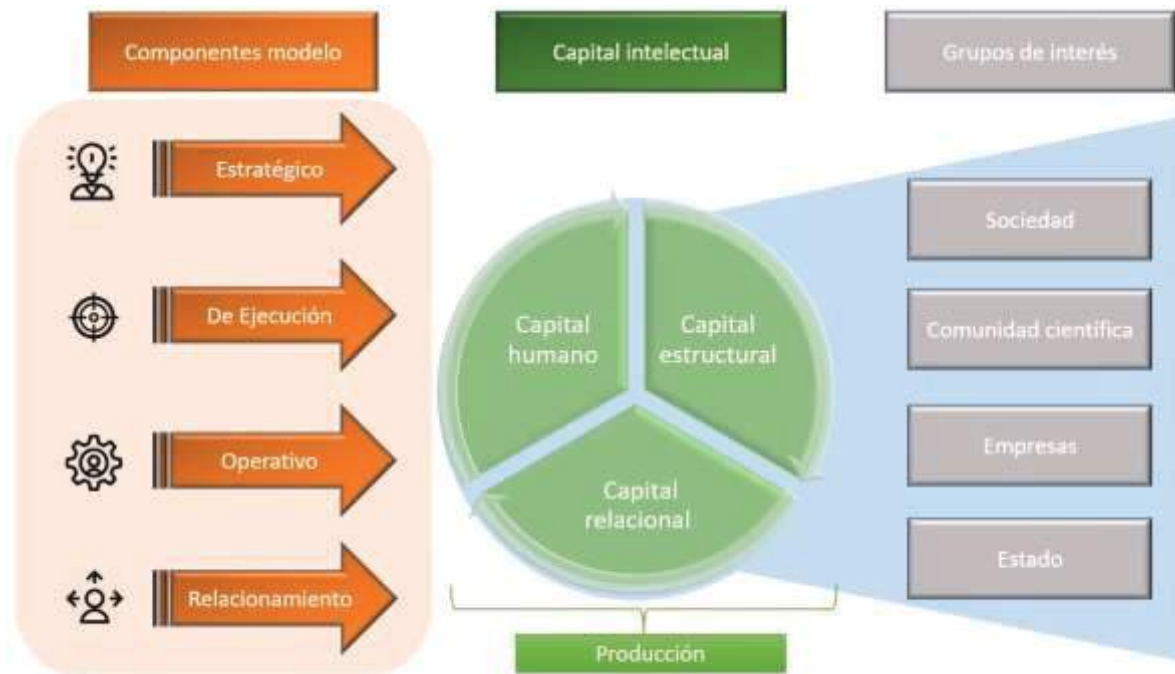 Componentes modelo
Capital intelectual
Grupos de interés
Estratégico
De Ejecución
Operativo
Relacionamiento
Capital
humano
Capital
estructural
Capital
relacional
Producción
Sociedad
Comunidad científica
Empresas
Estado